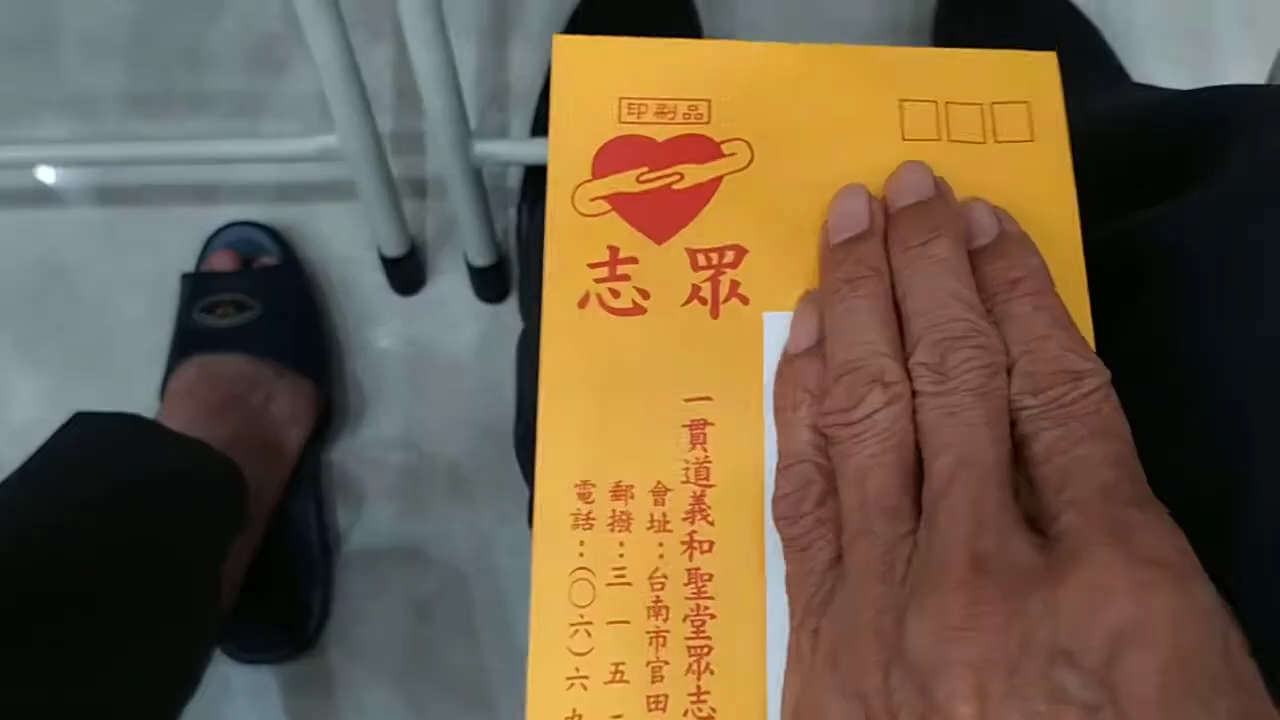 印刷品
眾志
一貫道義和聖堂眾志
會址：台南市官田
郵撥：三一五
電話：(〇六)六九